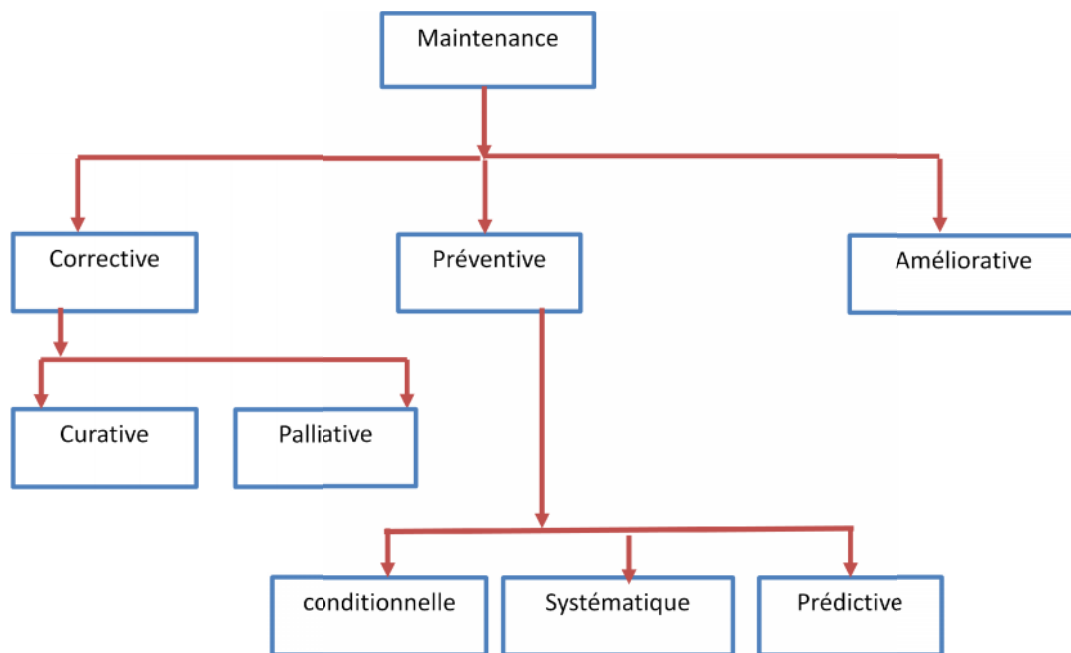 Maintenance
Corrective
Préventive
Améliorative
Curative
Palliative
conditionnelle
Systématique
Prédictive